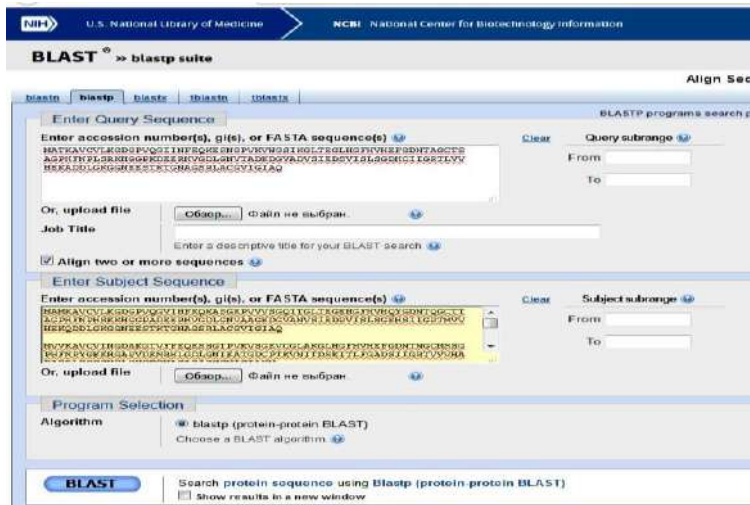 NIH U.S. National Library of Medicine NCBI National Center for Biotechnology Information
BLAST ® » blastp suite
Align Sec
blastn blastp blastx tblastn tblastx
BLASTP programs search p
Enter Query Sequence
Enter accession number(s), gi(s), or FASTA sequence(s) Clear Query subrange
From
To
Or, upload file Обзор... Файл не выбран.
Job Title
Enter a descriptive title for your BLAST search
Align two or more sequences
Enter Subject Sequence
Enter accession number(s), gi(s), or FASTA sequence(s) Clear Subject subrange
From
To
Or, upload file Обзор... Файл не выбран.
Program Selection
Algorithm blastp (protein-protein BLAST)
Choose a BLAST algorithm
BLAST Search protein sequence using Blastp (protein-protein BLAST)
Show results in a new window